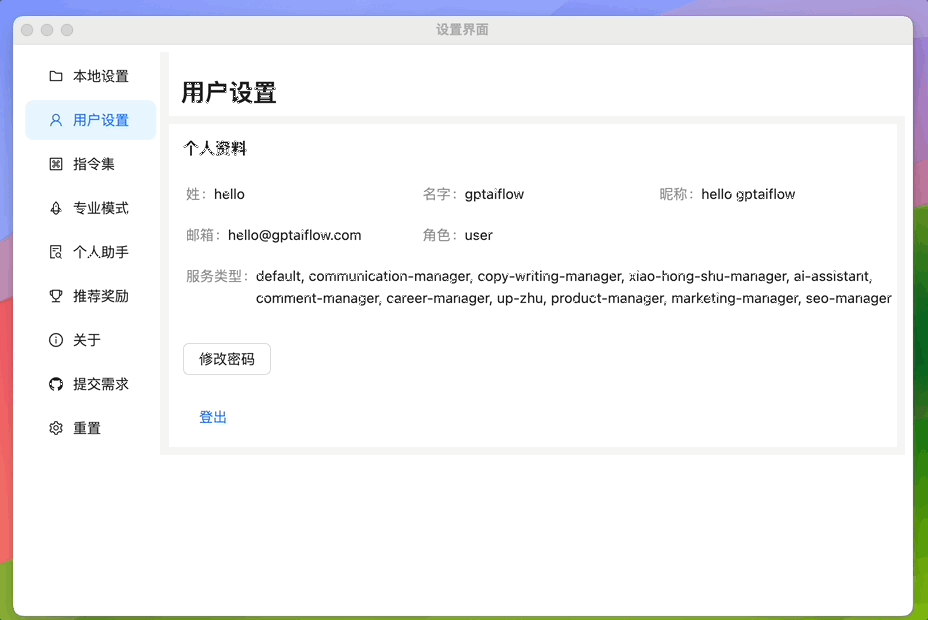 设置界面
本地设置
用户设置
指令集
专业模式
个人助手
推荐奖励
关于
提交需求
重置
用户设置
个人资料
姓: hello 名字: gptaiflow 昵称: hello gptaiflow
邮箱: hello@gptaiflow.com 角色: user
服务类型: default, communication-manager, copy-writing-manager, xiao-hong-shu-manager, ai-assistant,
comment-manager, career-manager, up-zhu, product-manager, marketing-manager, seo-manager
修改密码
登出